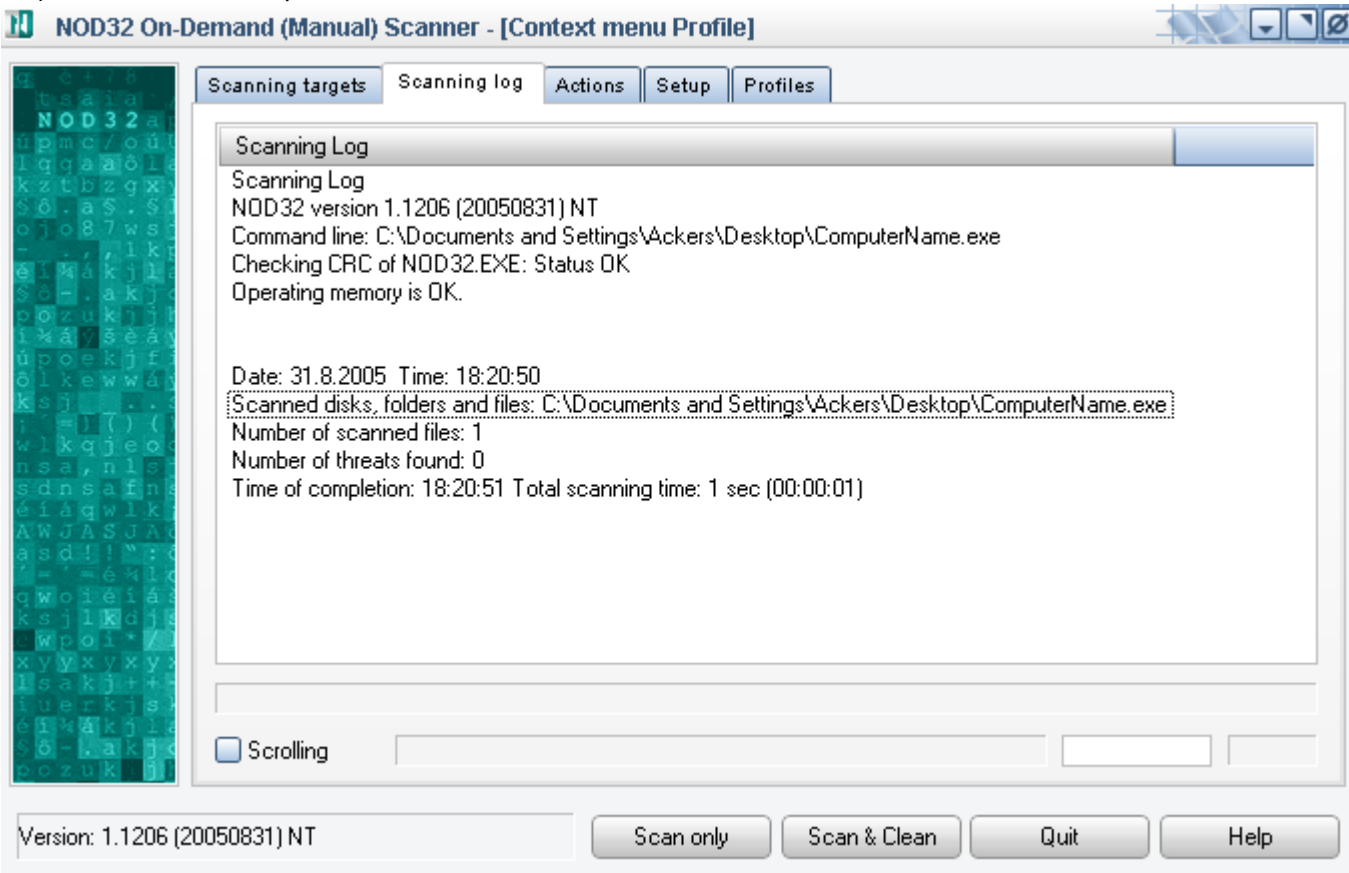 NOD32 On-Demand (Manual) Scanner - [Context menu Profile]
Scanning targets
Scanning log
Actions
Setup
Profiles
NOD32
Scanning Log
Scanning Log
NOD32 version 1.1206 (20050831) NT
Command line: C:\Documents and Settings\Ackers\Desktop\ComputerName.exe
Checking CRC of NOD32.EXE: Status OK
Operating memory is OK.
Date: 31.8.2005 Time: 18:20:50
Scanned disks, folders and files: C:\Documents and Settings\Ackers\Desktop\ComputerName.exe
Number of scanned files: 1
Number of threats found: 0
Time of completion: 18:20:51 Total scanning time: 1 sec (00:00:01)
Scrolling
Version: 1.1206 (20050831) NT
Scan only
Scan & Clean
Quit
Help